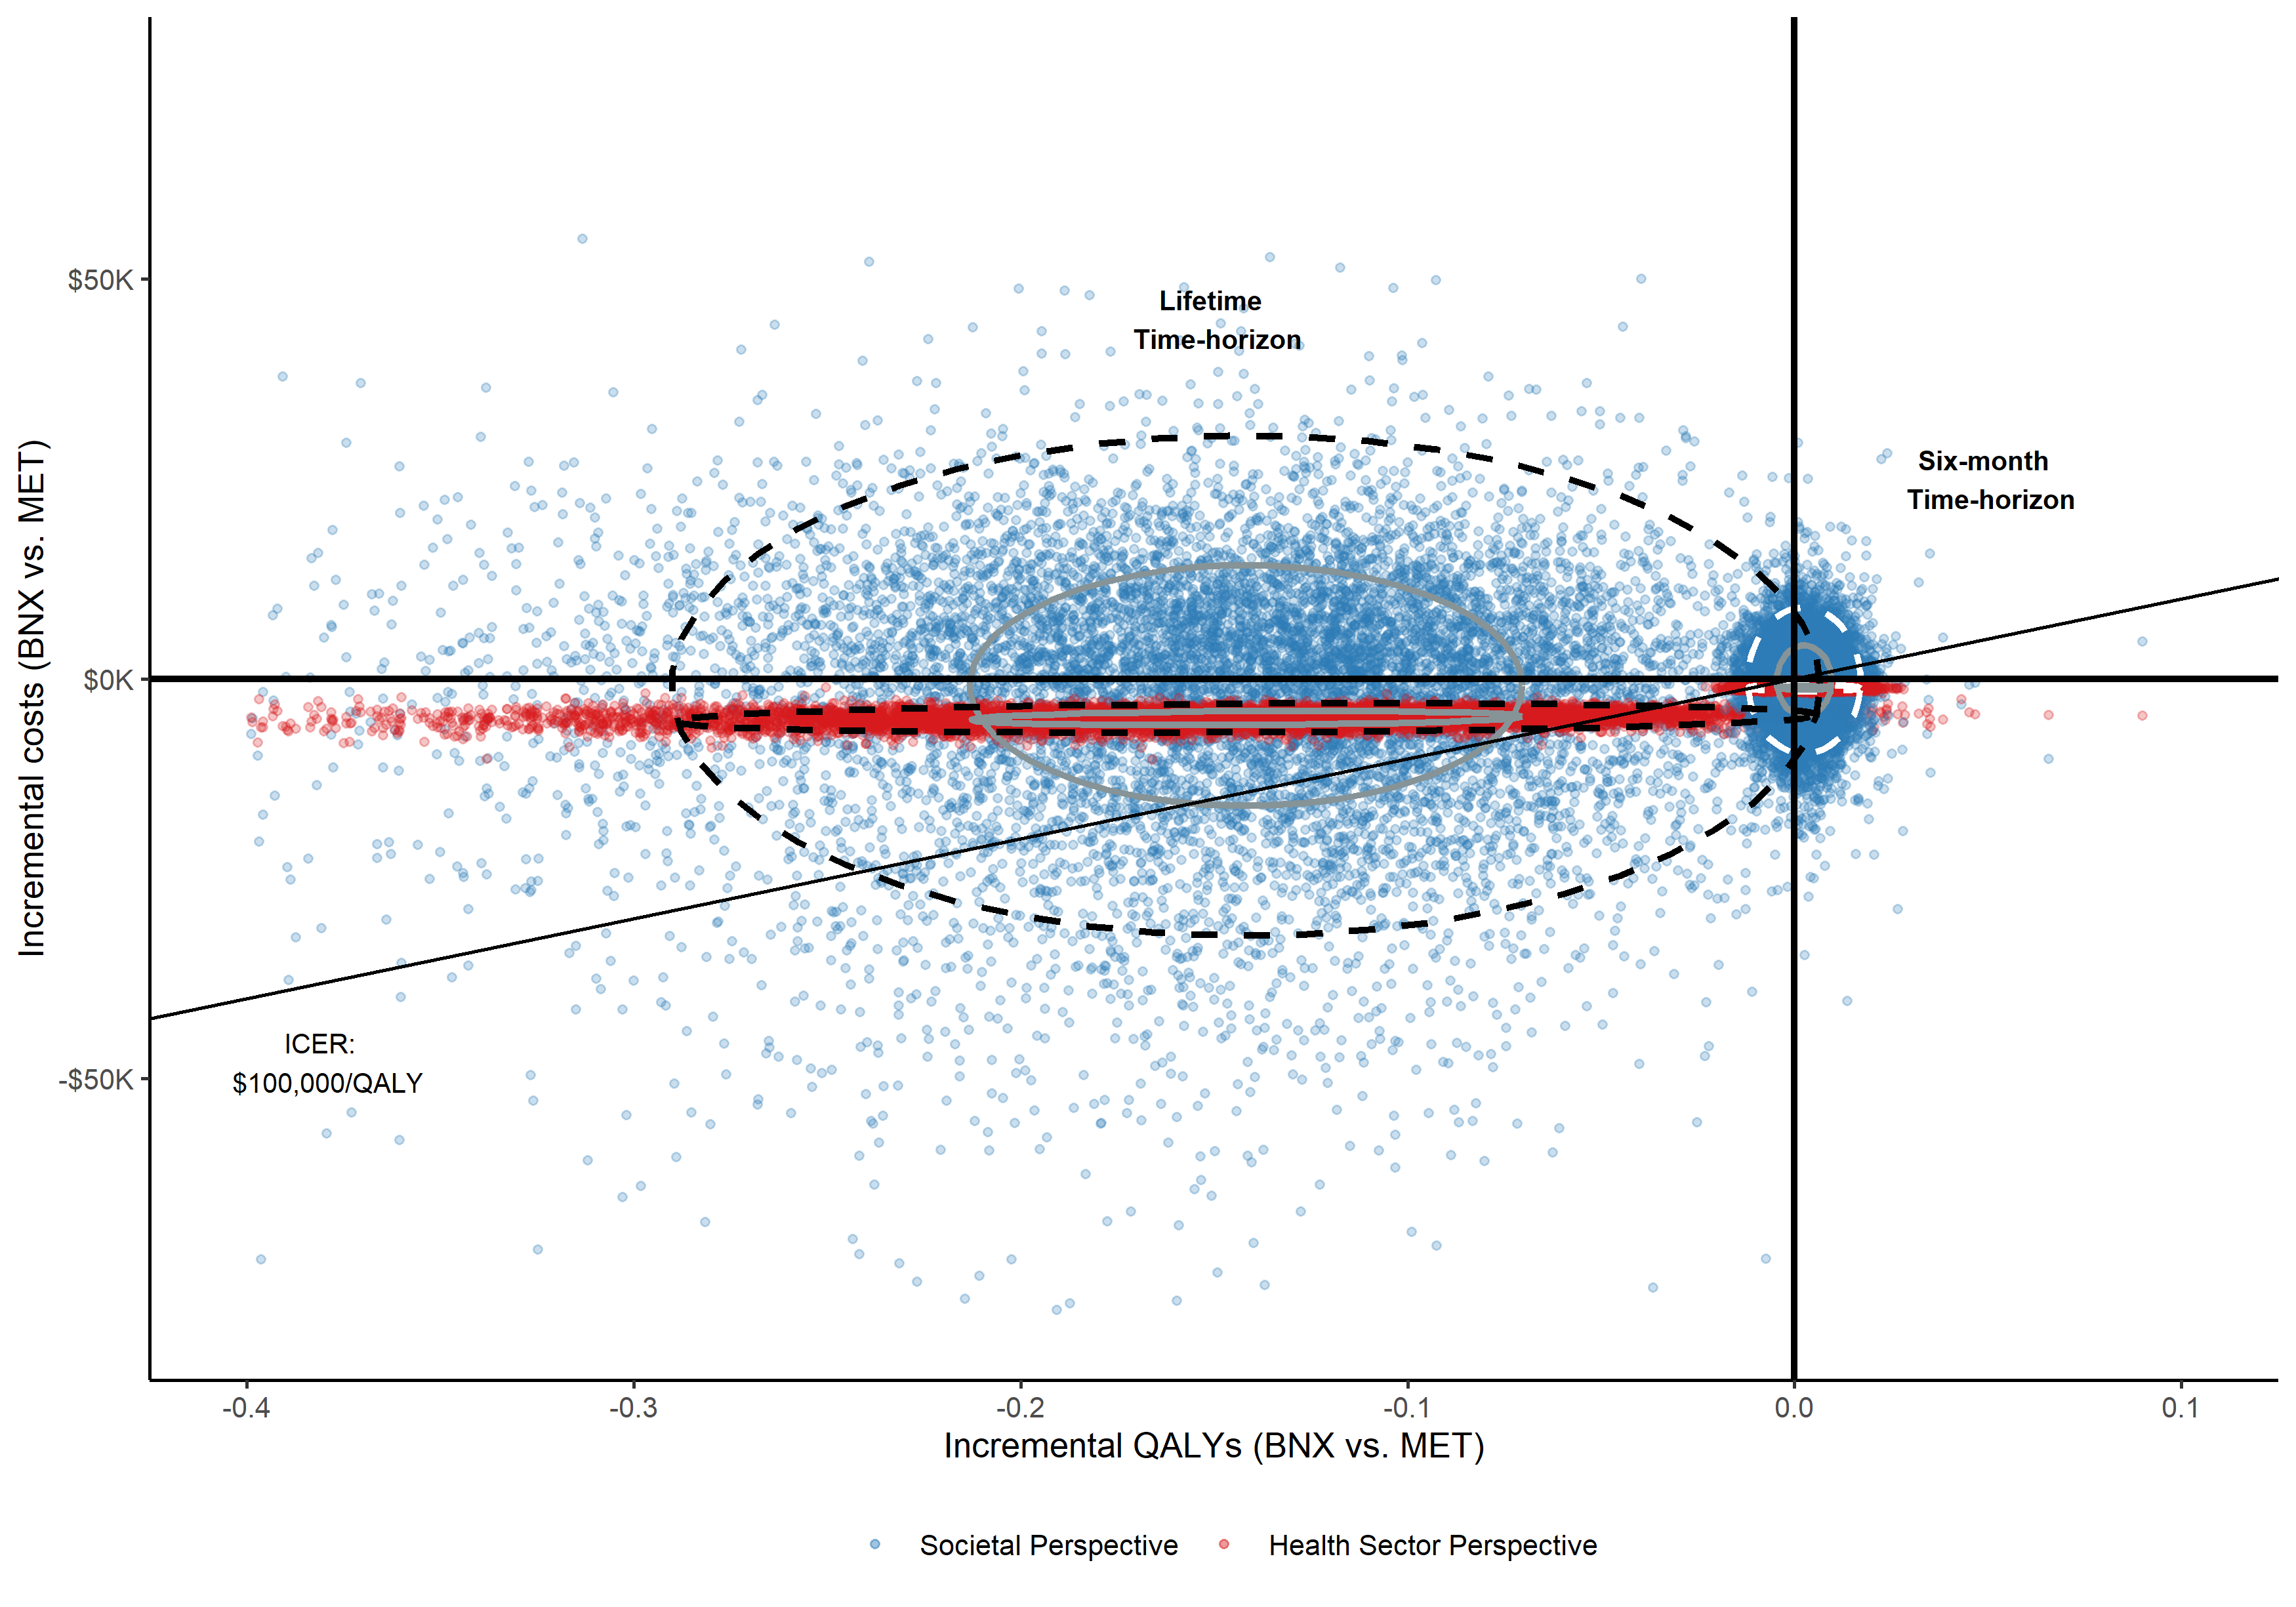 Lifetime
Time-horizon
Six-month
Time-horizon
ICER:
$100,000/QALY
$50K
$0K
-$50K
Incremental costs (BNX vs. MET)
-0.4
-0.3
-0.2
-0.1
0.0
0.1
Incremental QALYs (BNX vs. MET)
Societal Perspective
Health Sector Perspective